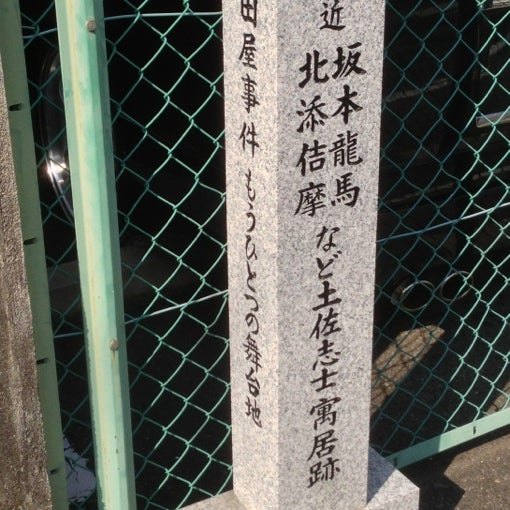 近 坂本龍馬
北添佶摩 など土佐志士寓居跡
田屋事件 もうひとつの舞台地